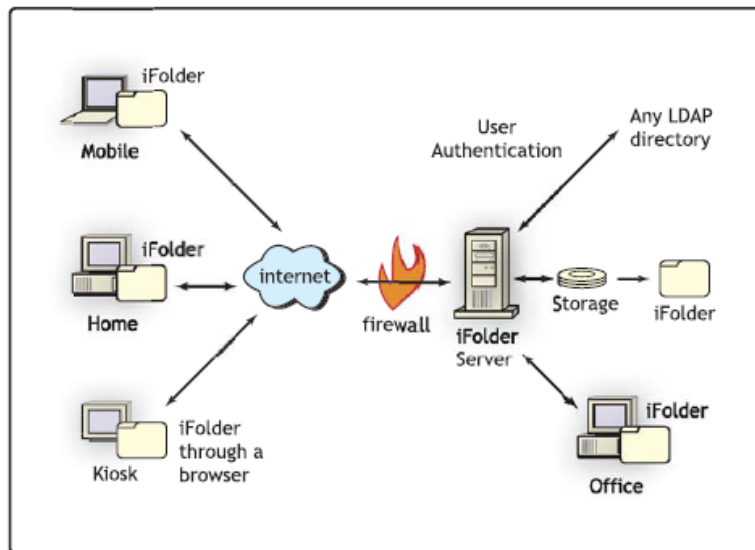 iFolder
Mobile
iFolder
Home
Kiosk
iFolder
through a
browser
internet
firewall
User
Authentication
Any LDAP
directory
iFolder
Server
Storage
iFolder
iFolder
Office